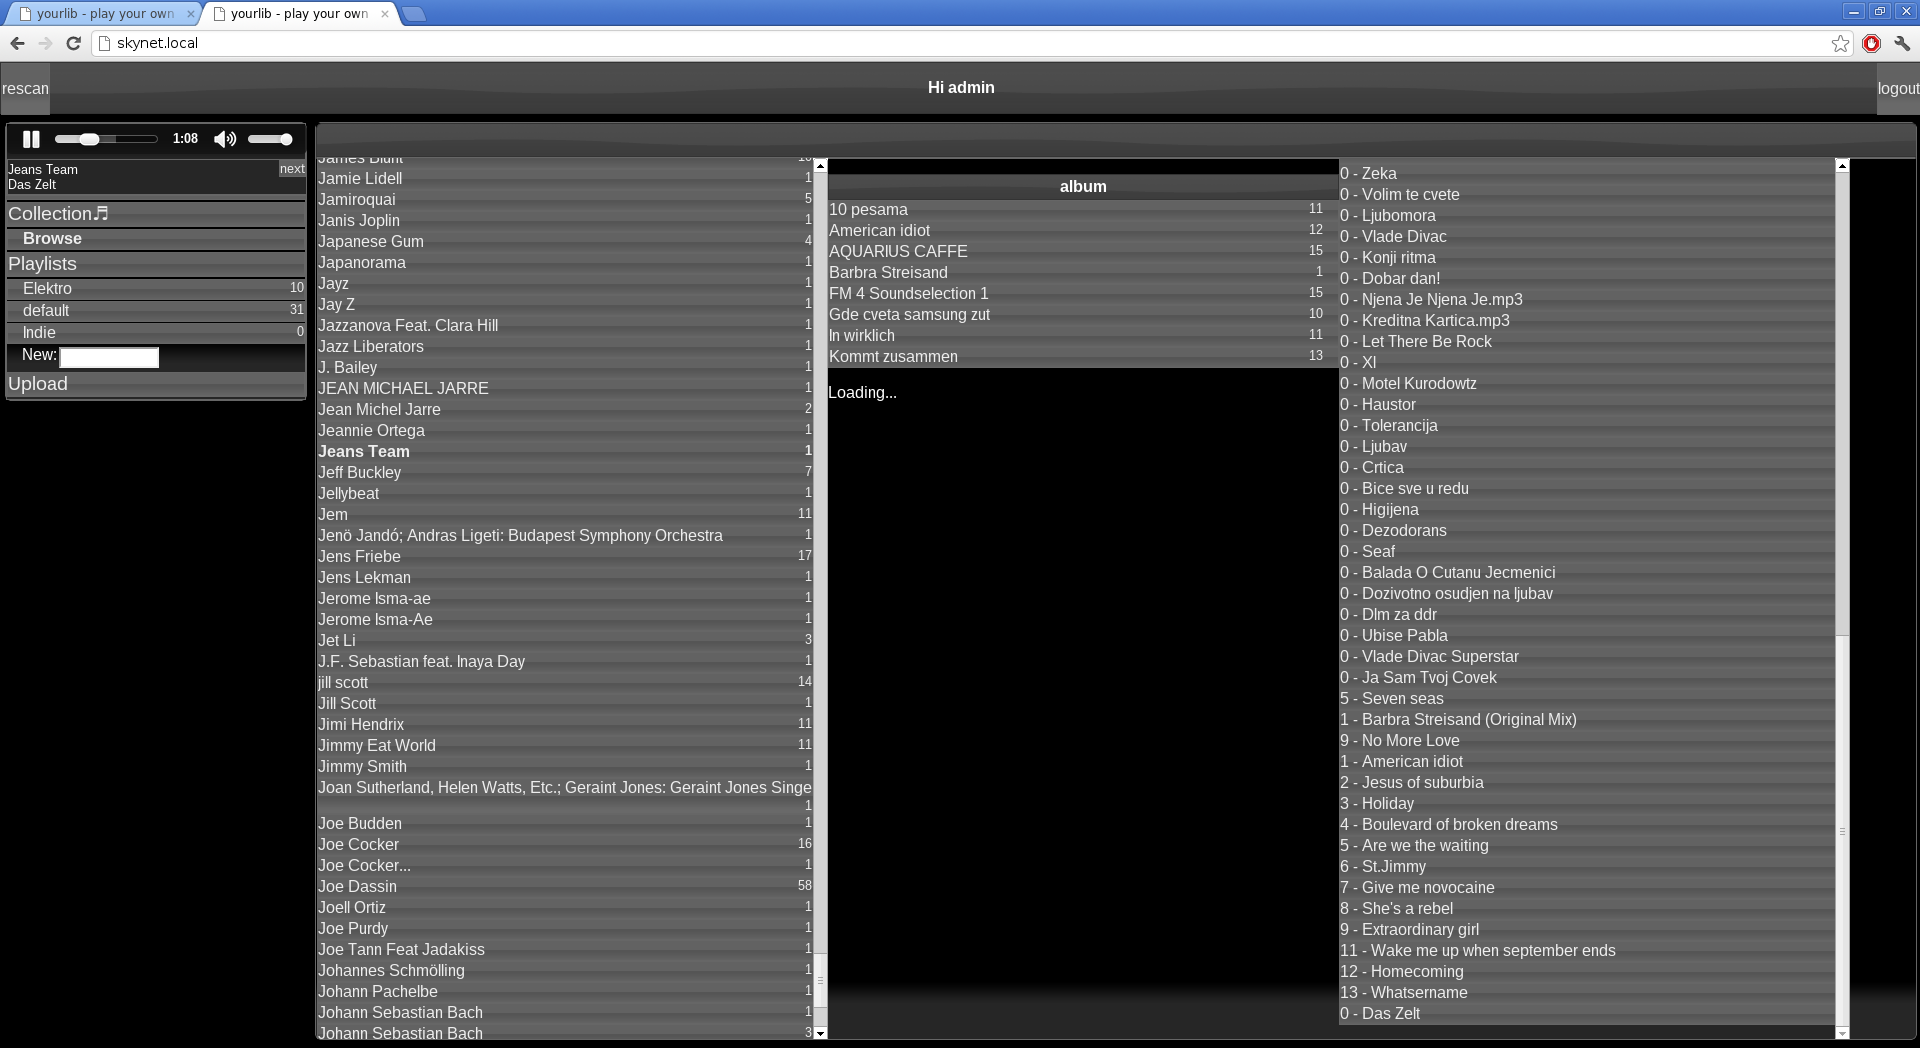 yourlib - play your own
yourlib - play your own
skynet.local
rescan
Hi admin
logout
1:08
Jeans Team
next
Das Zelt
Collection♬
Browse
Playlists
Elektro 10
default 31
Indie 0
New:
Upload
James Blunt 10
Jamie Lidell 1
Jamiroquai 5
Janis Joplin 1
Japanese Gum 4
Japanorama 1
Jayz 1
Jay Z 1
Jazzanova Feat. Clara Hill 1
Jazz Liberators 1
J. Bailey 1
JEAN MICHAEL JARRE 1
Jean Michel Jarre 2
Jeannie Ortega 1
Jeans Team 1
Jeff Buckley 7
Jellybeat 1
Jem 11
Jenö Jandó; Andras Ligeti: Budapest Symphony Orchestra 1
Jens Friebe 17
Jens Lekman 1
Jerome Isma-ae 1
Jerome Isma-Ae 1
Jet Li 3
J.F. Sebastian feat. Inaya Day 1
jill scott 14
Jill Scott 1
Jimi Hendrix 11
Jimmy Eat World 11
Jimmy Smith 1
Joan Sutherland, Helen Watts, Etc.; Geraint Jones: Geraint Jones Singe
1
Joe Budden 1
Joe Cocker 16
Joe Cocker... 1
Joe Dassin 58
Joell Ortiz 1
Joe Purdy 1
Joe Tann Feat Jadakiss 1
Johannes Schmölling 1
Johann Pachelbe 1
Johann Sebastian Bach 1
Johann Sebastian Bach 3
album
10 pesama 11
American idiot 12
AQUARIUS CAFFE 15
Barbra Streisand 1
FM 4 Soundselection 1 15
Gde cveta samsung zut 10
In wirklich 11
Kommt zusammen 13
Loading...
0 - Zeka
0 - Volim te cvete
0 - Ljubomora
0 - Vlade Divac
0 - Konji ritma
0 - Dobar dan!
0 - Njena Je Njena Je.mp3
0 - Kreditna Kartica.mp3
0 - Let There Be Rock
0 - XI
0 - Motel Kurodowtz
0 - Haustor
0 - Tolerancija
0 - Ljubav
0 - Crtica
0 - Bice sve u redu
0 - Higijena
0 - Dezodorans
0 - Seaf
0 - Balada O Cutanu Jecmenici
0 - Dozivotno osudjen na ljubav
0 - Dlm za ddr
0 - Ubise Pabla
0 - Vlade Divac Superstar
0 - Ja Sam Tvoj Covek
5 - Seven seas
1 - Barbra Streisand (Original Mix)
9 - No More Love
1 - American idiot
2 - Jesus of suburbia
3 - Holiday
4 - Boulevard of broken dreams
5 - Are we the waiting
6 - St.Jimmy
7 - Give me novocaine
8 - She's a rebel
9 - Extraordinary girl
11 - Wake me up when september ends
12 - Homecoming
13 - Whatsername
0 - Das Zelt